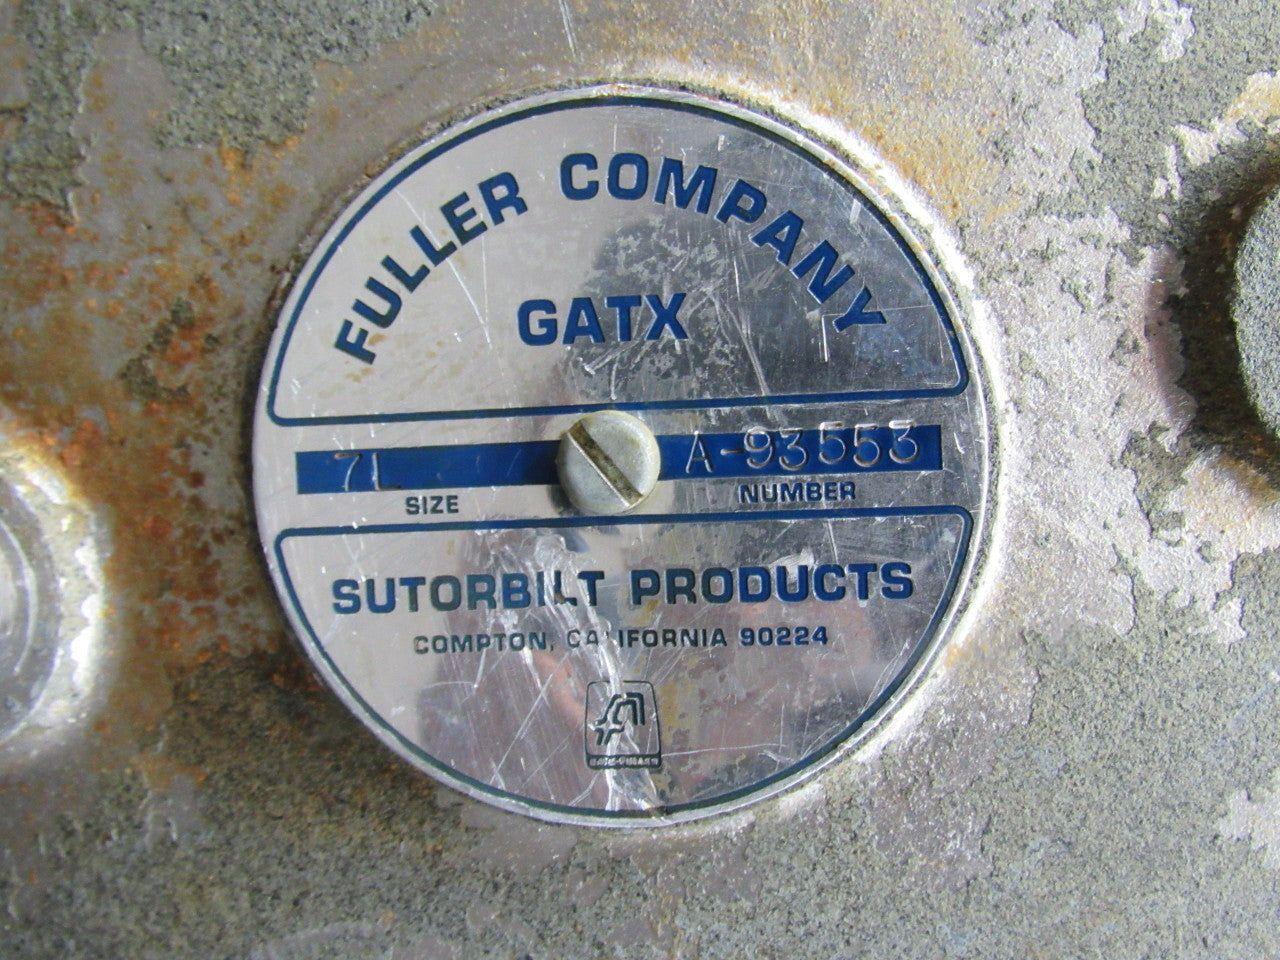 FULLER COMPANY
GATX
7L A-93553
SIZE NUMBER
SUTORBILT PRODUCTS
COMPTON, CALIFORNIA 90224